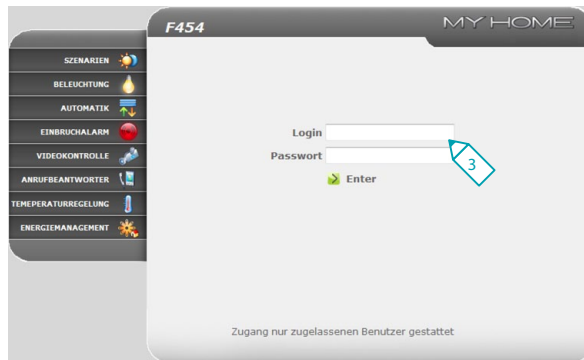 F454
MY HOME
SZENARIEN
BELEUCHTUNG
AUTOMATIK
EINBRUCHALARM
VIDEOKONTROLLE
ANRUFBEANTWORTER
TEMEPERATURREGELUNG
ENERGIEMANAGEMENT
Login
Passwort
3
Enter
Zugang nur zugelassenen Benutzer gestattet